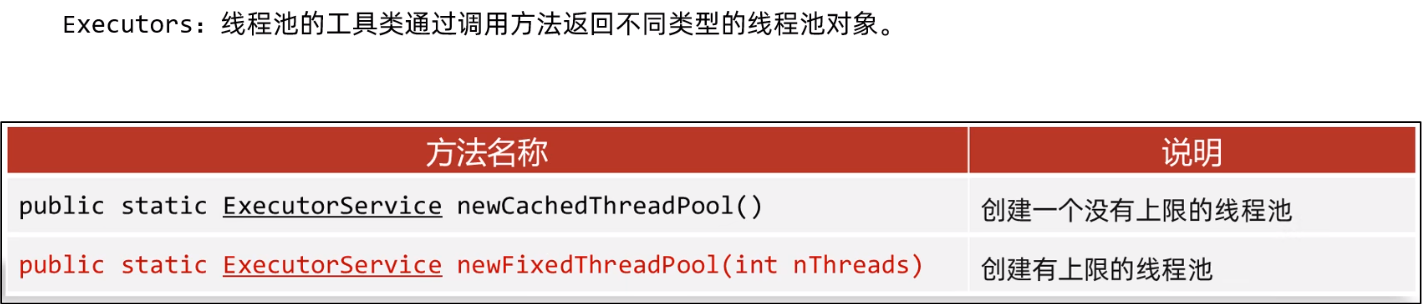 Executors：线程池的工具类通过调用方法返回不同类型的线程池对象。
方法名称 说明
public static ExecutorService newCachedThreadPool() 创建一个没有上限的线程池
public static ExecutorService newFixedThreadPool(int nThreads) 创建有上限的线程池